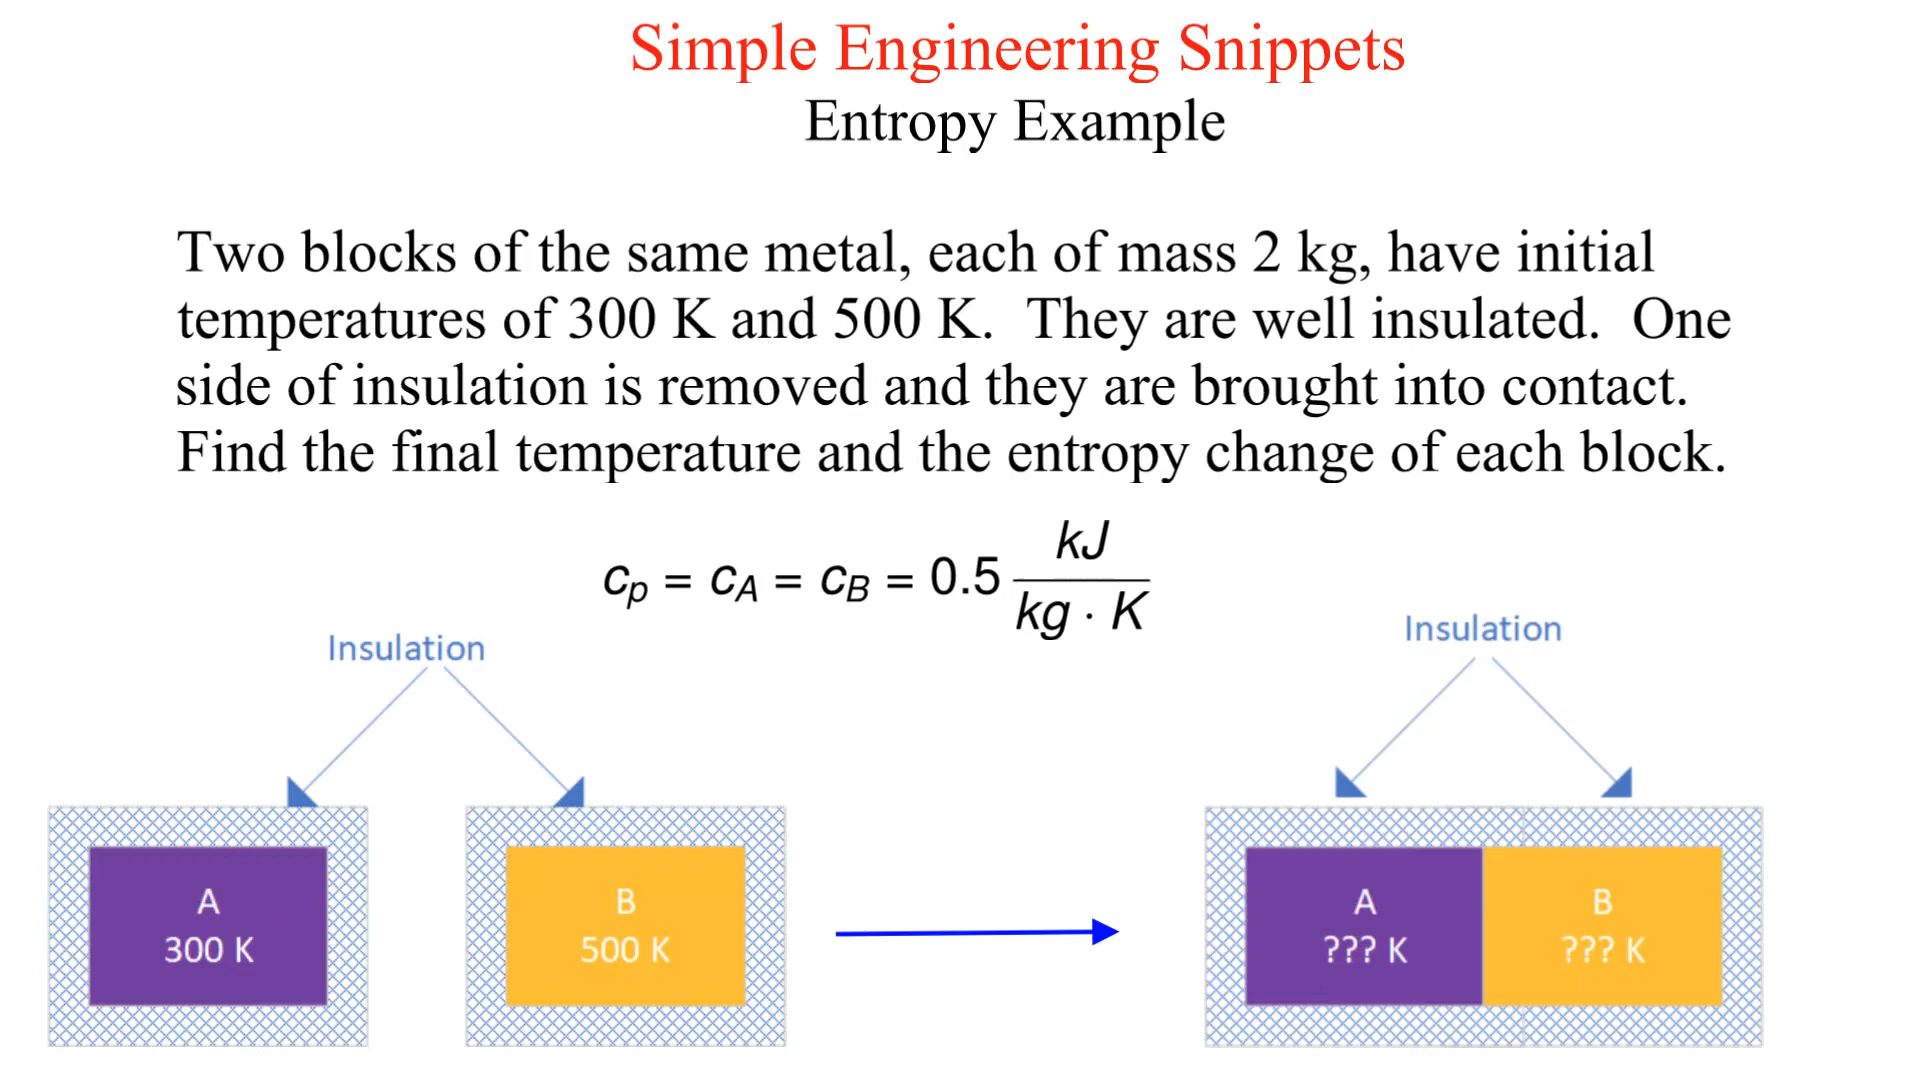 Simple Engineering Snippets
Entropy Example
Two blocks of the same metal, each of mass 2 kg, have initial
temperatures of 300 K and 500 K. They are well insulated. One
side of insulation is removed and they are brought into contact.
Find the final temperature and the entropy change of each block.
c_p = c_A = c_B = 0.5 kJ / kg · K
Insulation
Insulation
A
300 K
B
500 K
A
??? K
B
??? K